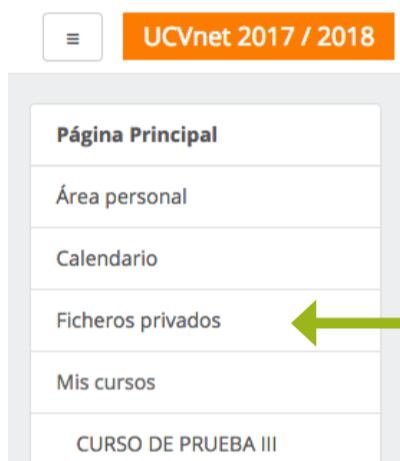 ≡ UCVnet 2017 / 2018
Página Principal
Área personal
Calendario
Ficheros privados
Mis cursos
CURSO DE PRUEBA III